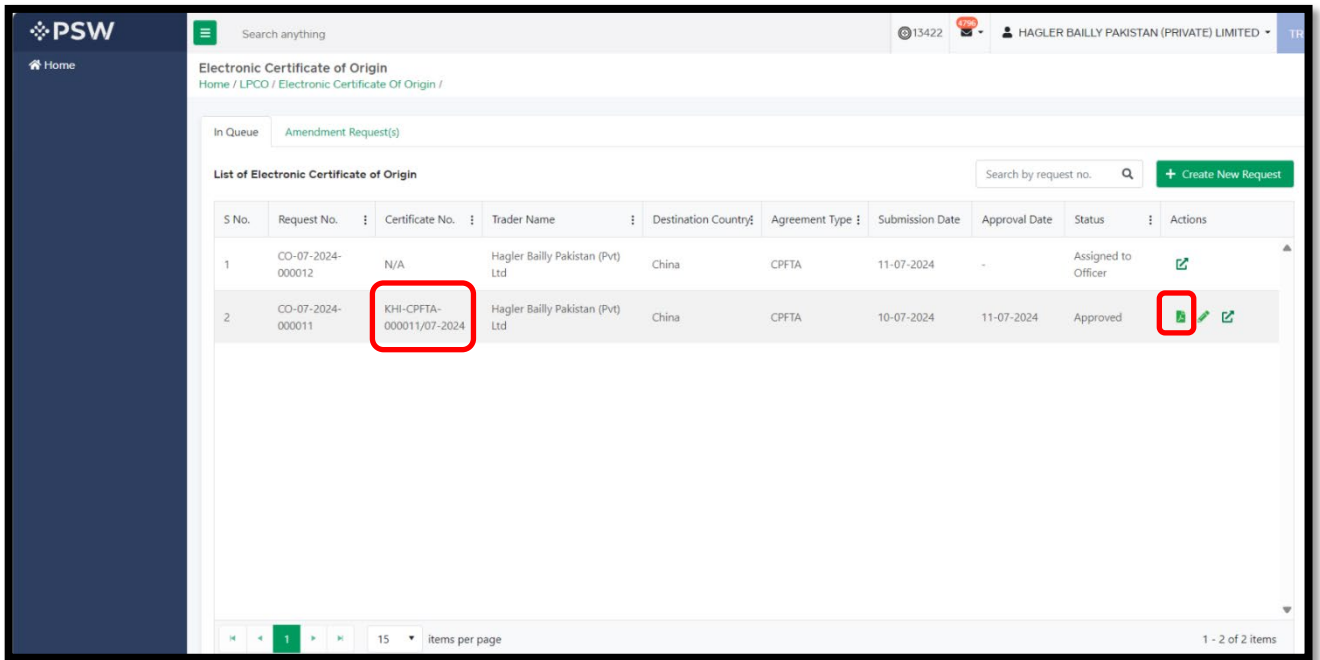 PSW
Search anything
13422
4796
HAGLER BAILLY PAKISTAN (PRIVATE) LIMITED
TR
Home
Electronic Certificate of Origin
Home / LPCO / Electronic Certificate Of Origin /
In Queue Amendment Request(s)
List of Electronic Certificate of Origin
Search by request no.
+ Create New Request
S No. Request No. Certificate No. Trader Name Destination Country Agreement Type Submission Date Approval Date Status Actions
1 CO-07-2024-000012 N/A Hagler Bailly Pakistan (Pvt) Ltd China CPFTA 11-07-2024 - Assigned to Officer
2 CO-07-2024-000011 KHI-CPFTA-000011/07-2024 Hagler Bailly Pakistan (Pvt) Ltd China CPFTA 10-07-2024 11-07-2024 Approved
1 15 items per page 1 - 2 of 2 items